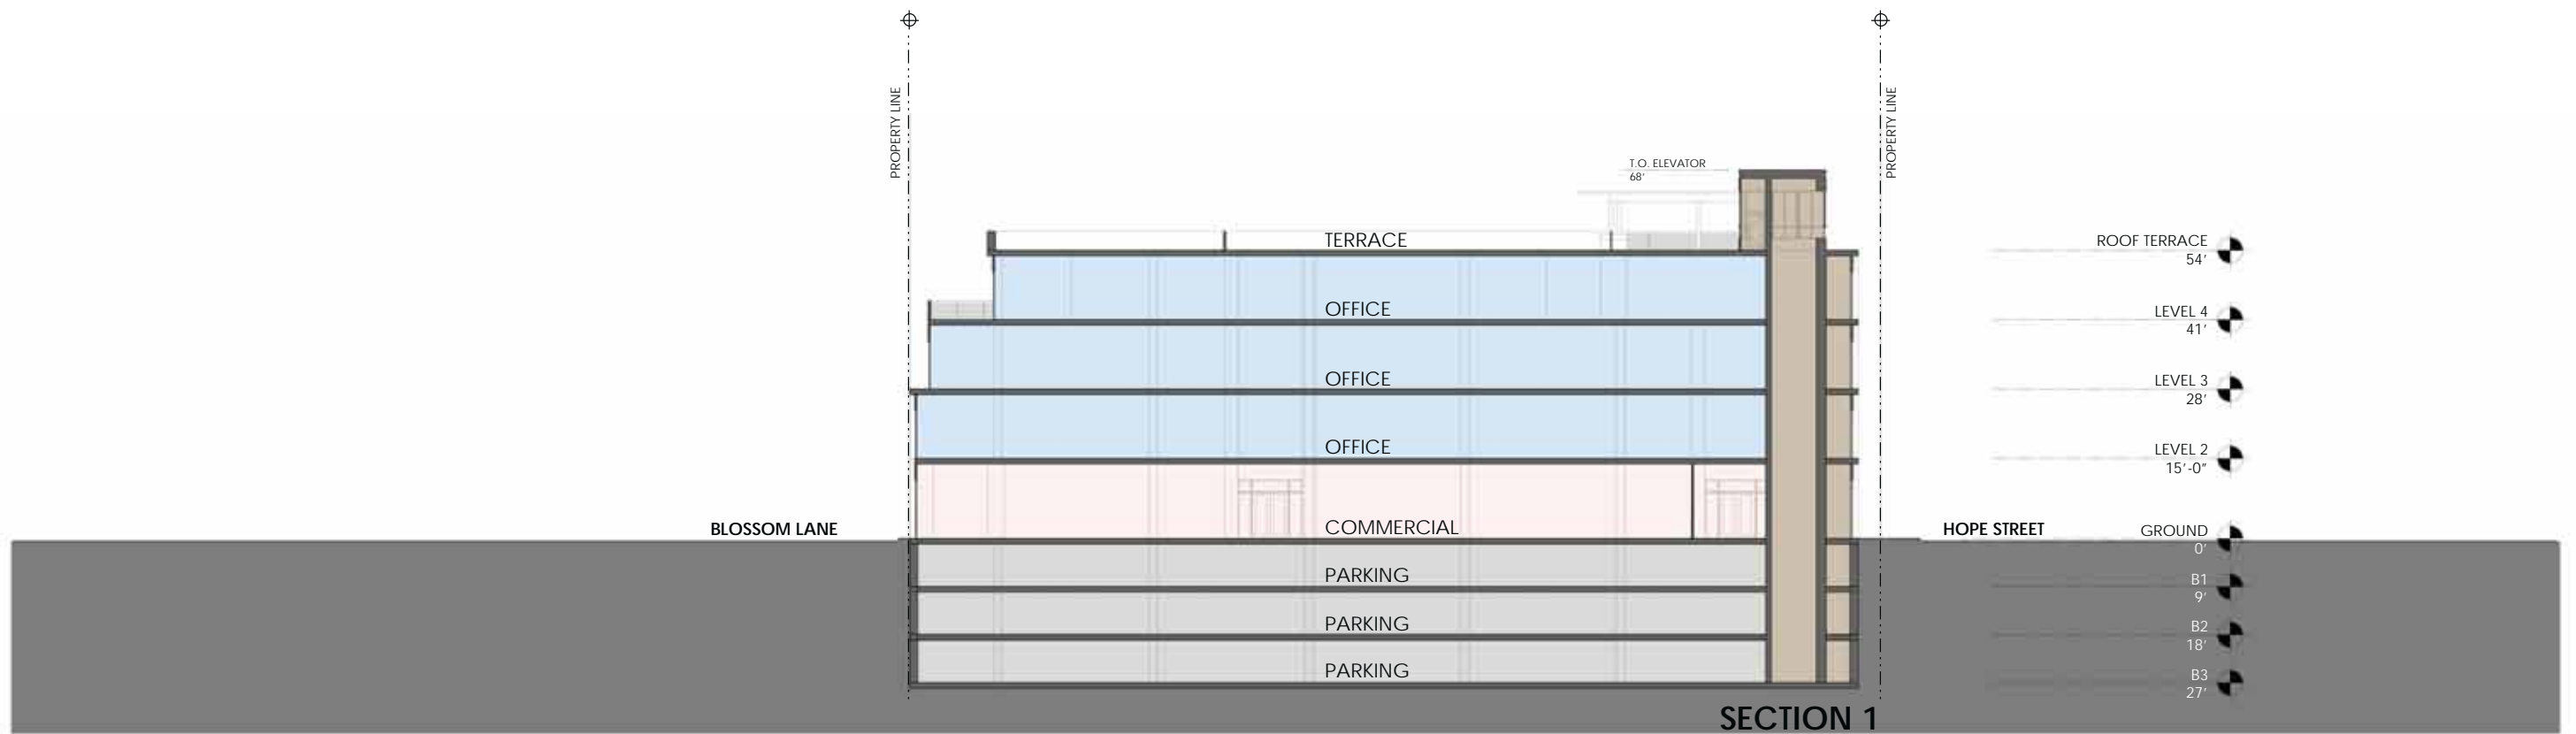 PROPERTY LINE
PROPERTY LINE
T.O. ELEVATOR
68'
TERRACE
ROOF TERRACE
54'
OFFICE
LEVEL 4
41'
OFFICE
LEVEL 3
28'
OFFICE
LEVEL 2
15'-0"
BLOSSOM LANE
COMMERCIAL
HOPE STREET
GROUND
0'
PARKING
B1
9'
PARKING
B2
18'
PARKING
B3
27'
SECTION 1